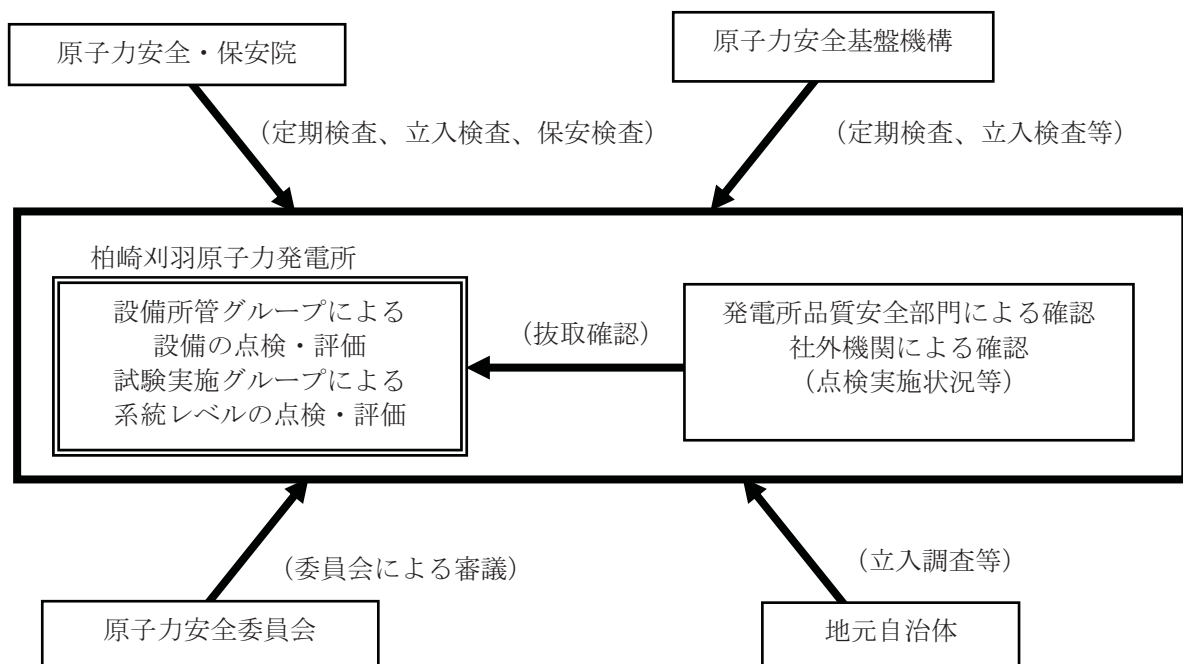 原子力安全・保安院
原子力安全基盤機構
（定期検査、立入検査、保安検査）
（定期検査、立入検査等）
柏崎刈羽原子力発電所
設備所管グループによる
設備の点検・評価
試験実施グループによる
系統レベルの点検・評価
（抜取確認）
発電所品質安全部門による確認
社外機関による確認
（点検実施状況等）
（委員会による審議）
（立入調査等）
原子力安全委員会
地元自治体